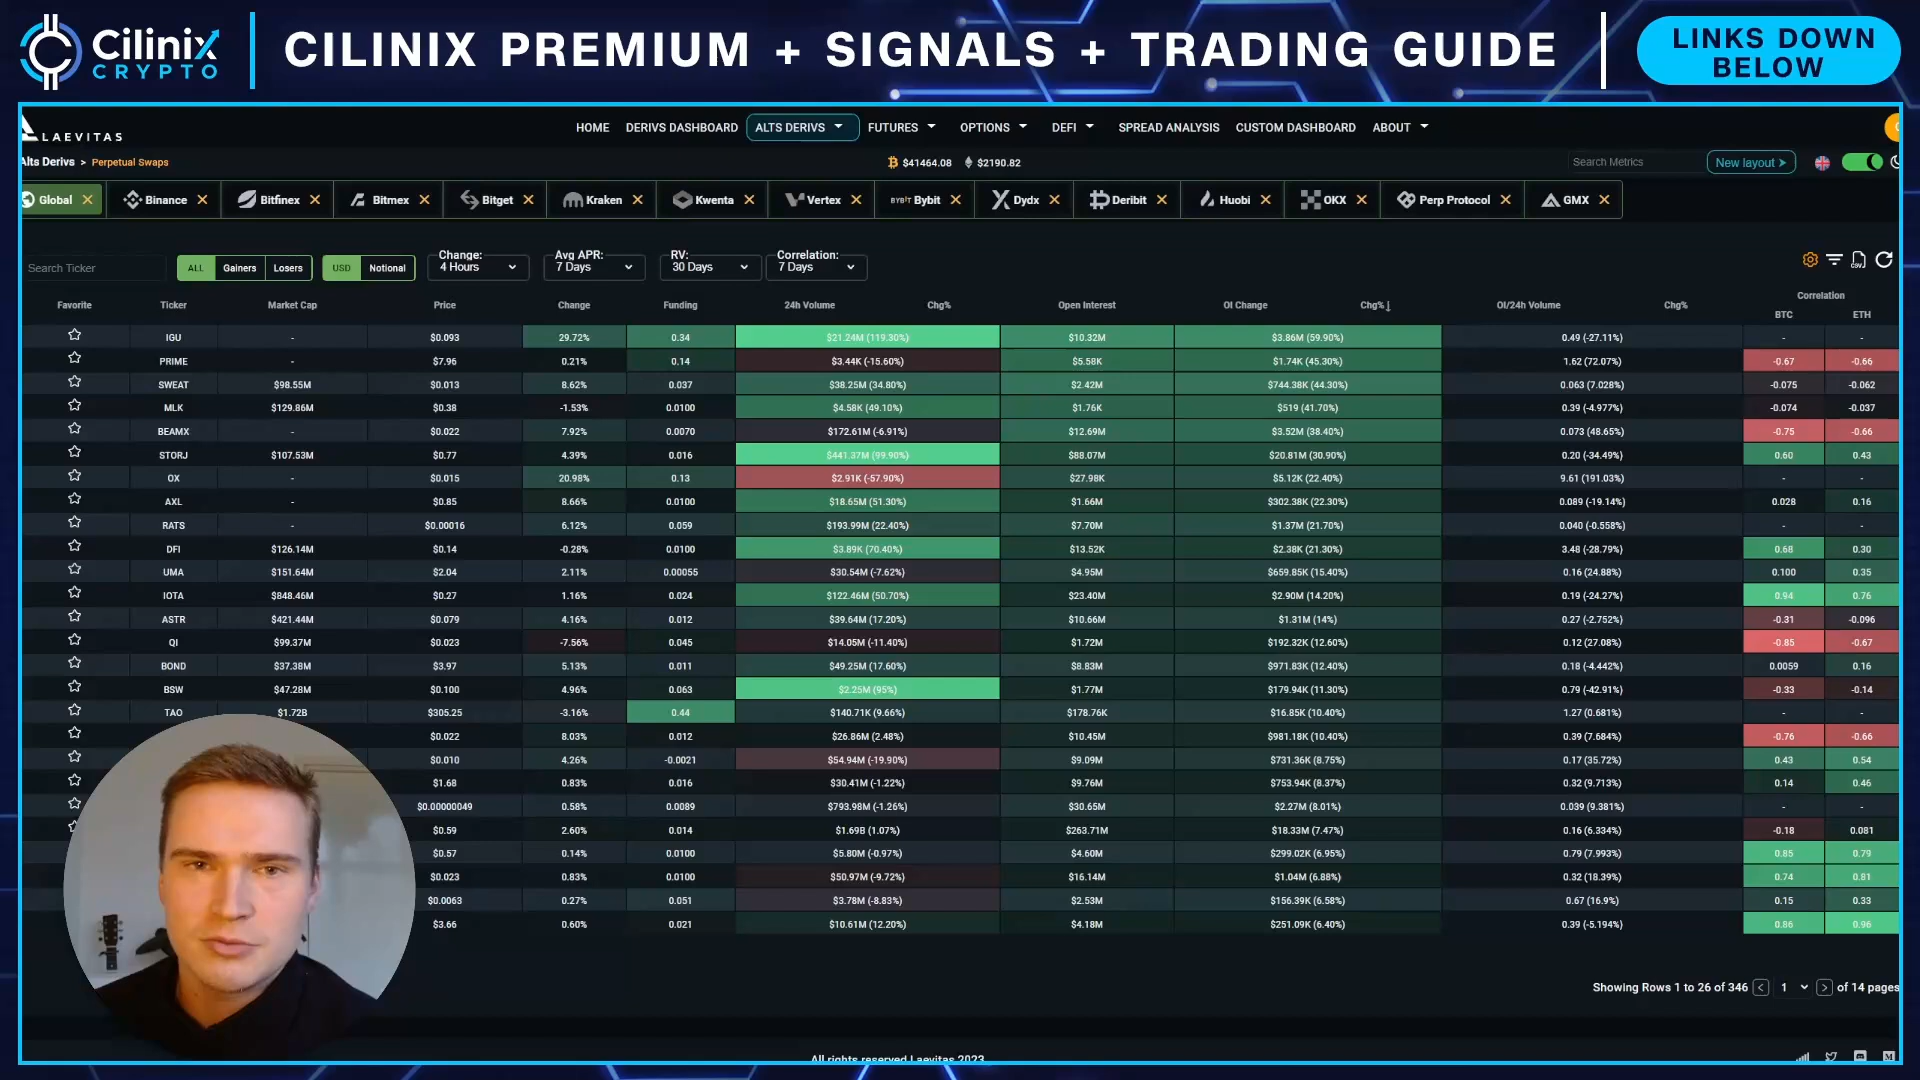 Cilinix CRYPTO
CILINIX PREMIUM + SIGNALS + TRADING GUIDE
LINKS DOWN BELOW
LAEVITAS
HOME DERIVS DASHBOARD ALTS DERIVS FUTURES OPTIONS DEFI SPREAD ANALYSIS CUSTOM DASHBOARD ABOUT
Alts Derivs > Perpetual Swaps
$41464.08 $2190.82
Search Metrics New layout
Global Binance Bitfinex Bitmex Bitget Kraken Kwenta Vertex BYBIT Bybit Dydx Deribit Huobi OKX Perp Protocol GMX
Search Ticker ALL Gainers Losers USD Notional
Change: 4 Hours
Avg APR: 7 Days
RV: 30 Days
Correlation: 7 Days
CSV
Favorite Ticker Market Cap Price Change Funding 24h Volume Chg% Open Interest OI Change Chg% OI/24h Volume Chg% Correlation
BTC ETH
IGU - $0.093 29.72% 0.34 $21.24M (119.30%) $10.32M $3.86M (59.90%) 0.49 (-27.11%) - -
PRIME - $7.96 0.21% 0.14 $3.44K (-15.60%) $5.58K $1.74K (45.30%) 1.62 (72.07%) -0.67 -0.66
SWEAT $98.55M $0.013 8.62% 0.037 $38.25M (34.80%) $2.42M $744.38K (44.30%) 0.063 (7.028%) -0.075 -0.062
MLK $129.86M $0.38 -1.53% 0.0100 $4.58K (49.10%) $1.76K $519 (41.70%) 0.39 (-4.977%) -0.074 -0.037
BEAMX - $0.022 7.92% 0.0070 $172.61M (-6.91%) $12.69M $3.52M (38.40%) 0.073 (48.65%) -0.75 -0.66
STORJ $107.53M $0.77 4.39% 0.016 $441.37M (99.90%) $88.07M $20.81M (30.90%) 0.20 (-34.49%) 0.60 0.43
OX - $0.015 20.98% 0.13 $2.91K (-57.90%) $27.98K $5.12K (22.40%) 9.61 (191.03%) - -
AXL - $0.85 8.66% 0.0100 $18.65M (51.30%) $1.66M $302.38K (22.30%) 0.089 (-19.14%) 0.028 0.16
RATS - $0.00016 6.12% 0.059 $193.99M (22.40%) $7.70M $1.37M (21.70%) 0.040 (-0.558%) - -
DFI $126.14M $0.14 -0.28% 0.0100 $3.89K (70.40%) $13.52K $2.38K (21.30%) 3.48 (-28.79%) 0.68 0.30
UMA $151.64M $2.04 2.11% 0.00055 $30.54M (-7.62%) $4.95M $659.85K (15.40%) 0.16 (24.88%) 0.100 0.35
IOTA $848.46M $0.27 1.16% 0.024 $122.46M (50.70%) $23.40M $2.90M (14.20%) 0.19 (-24.27%) 0.94 0.76
ASTR $421.44M $0.079 4.16% 0.012 $39.64M (17.20%) $10.66M $1.31M (14%) 0.27 (-2.752%) -0.31 -0.096
QI $99.37M $0.023 -7.56% 0.045 $14.05M (-11.40%) $1.72M $192.32K (12.60%) 0.12 (27.08%) -0.85 -0.67
BOND $37.38M $3.97 5.13% 0.011 $49.25M (17.60%) $8.83M $971.83K (12.40%) 0.18 (-4.442%) 0.0059 0.16
BSW $47.28M $0.100 4.96% 0.063 $2.25M (95%) $1.77M $179.94K (11.30%) 0.79 (-42.91%) -0.33 -0.14
TAO $1.72B $305.25 -3.16% 0.44 $140.71K (9.66%) $178.76K $16.85K (10.40%) 1.27 (0.681%) - -
$0.022 8.03% 0.012 $26.86M (2.48%) $10.45M $981.18K (10.40%) 0.39 (7.684%) -0.76 -0.66
$0.010 4.26% -0.0021 $54.94M (-19.90%) $9.09M $731.36K (8.75%) 0.17 (35.72%) 0.43 0.54
$1.68 0.83% 0.016 $30.41M (-1.22%) $9.76M $753.94K (8.37%) 0.32 (9.713%) 0.14 0.46
$0.00000049 0.58% 0.0089 $793.98M (-1.26%) $30.65M $2.27M (8.01%) 0.039 (9.381%) - -
$0.59 2.60% 0.014 $1.69B (1.07%) $263.71M $18.33M (7.47%) 0.16 (6.334%) -0.18 0.081
$0.57 0.14% 0.0100 $5.80M (-0.97%) $4.60M $299.02K (6.95%) 0.79 (7.993%) 0.85 0.79
$0.023 0.83% 0.0100 $50.97M (-9.72%) $16.14M $1.04M (6.88%) 0.32 (18.39%) 0.74 0.81
$0.0063 0.27% 0.051 $3.78M (-8.83%) $2.53M $156.39K (6.58%) 0.67 (16.9%) 0.15 0.33
$3.66 0.60% 0.021 $10.61M (12.20%) $4.18M $251.09K (6.40%) 0.39 (-5.194%) 0.86 0.96
Showing Rows 1 to 26 of 346 < 1 > of 14 pages
All rights reserved Laevitas 2023